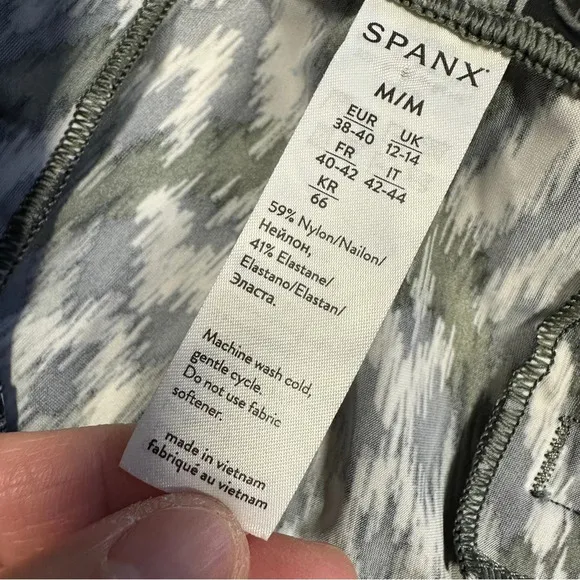 SPANX
M/M
EUR UK
38-40 12-14
FR IT
40-42 42-44
KR
66
59% Nylon/Nailon/
Нейлон,
41% Elastane/
Elastano/Elastan/
Эласта.
Machine wash cold,
gentle cycle.
Do not use fabric
softener.
made in vietnam
fabriqué au vietnam